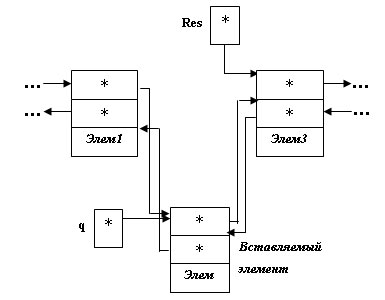 Res
*
...
*
*
...
...
*
*
...
Элем1
Элем3
q
*
*
*
Вставляемый
Элем
элемент